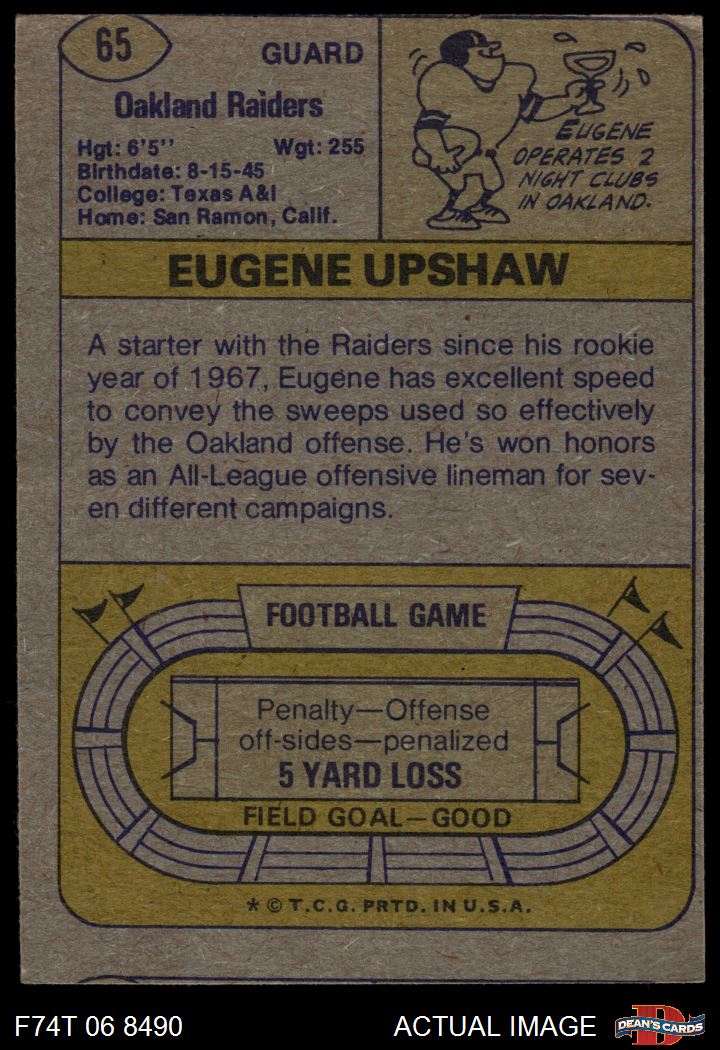 65
GUARD
Oakland Raiders
Hgt: 6'5'' Wgt: 255
Birthdate: 8-15-45
College: Texas A&I
Home: San Ramon, Calif.
EUGENE
OPERATES 2
NIGHT CLUBS
IN OAKLAND.
EUGENE UPSHAW
A starter with the Raiders since his rookie
year of 1967, Eugene has excellent speed
to convey the sweeps used so effectively
by the Oakland offense. He's won honors
as an All-League offensive lineman for sev-
en different campaigns.
FOOTBALL GAME
Penalty—Offense
off-sides—penalized
5 YARD LOSS
FIELD GOAL—GOOD
* © T.C.G. PRTD. IN U.S.A.
F74T 06 8490
ACTUAL IMAGE
D
DEAN'S CARDS